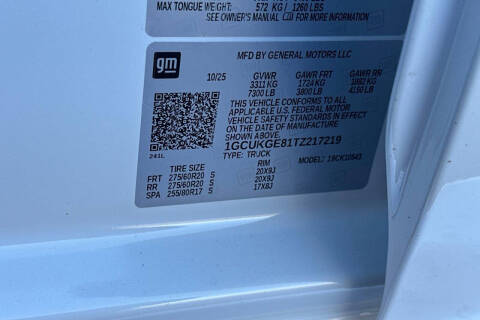 MAX TONGUE WEIGHT: 572 KG / 1260 LBS
SEE OWNER'S MANUAL FOR MORE INFORMATION
gm
MFD BY GENERAL MOTORS LLC
10/25 GVWR GAWR FRT GAWR RR
3311 KG 1724 KG 1882 KG
7300 LB 3800 LB 4150 LB
THIS VEHICLE CONFORMS TO ALL
APPLICABLE U.S. FEDERAL MOTOR
VEHICLE SAFETY STANDARDS IN EFFECT
ON THE DATE OF MANUFACTURE
SHOWN ABOVE.
1GCUKGE81TZ217219
TYPE: TRUCK MODEL: 19CK10543
241L
TIRE SIZE RIM
FRT 275/60R20 S 20X9J
RR 275/60R20 S 20X9J
SPA 255/80R17 S 17X8J